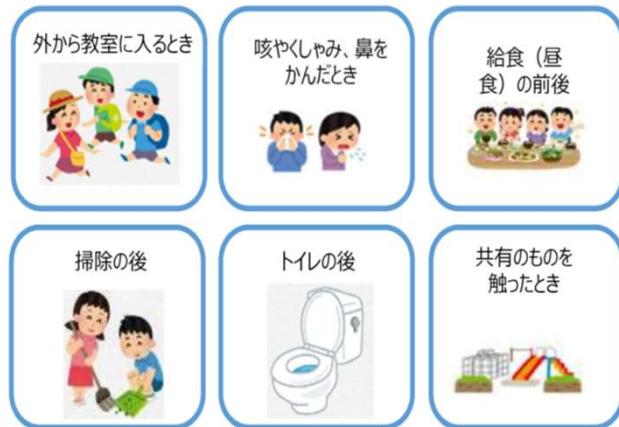 外から教室に入るとき
咳やくしゃみ、鼻を
かんだとき
給食（昼
食）の前後
掃除の後
トイレの後
共有のものを
触ったとき